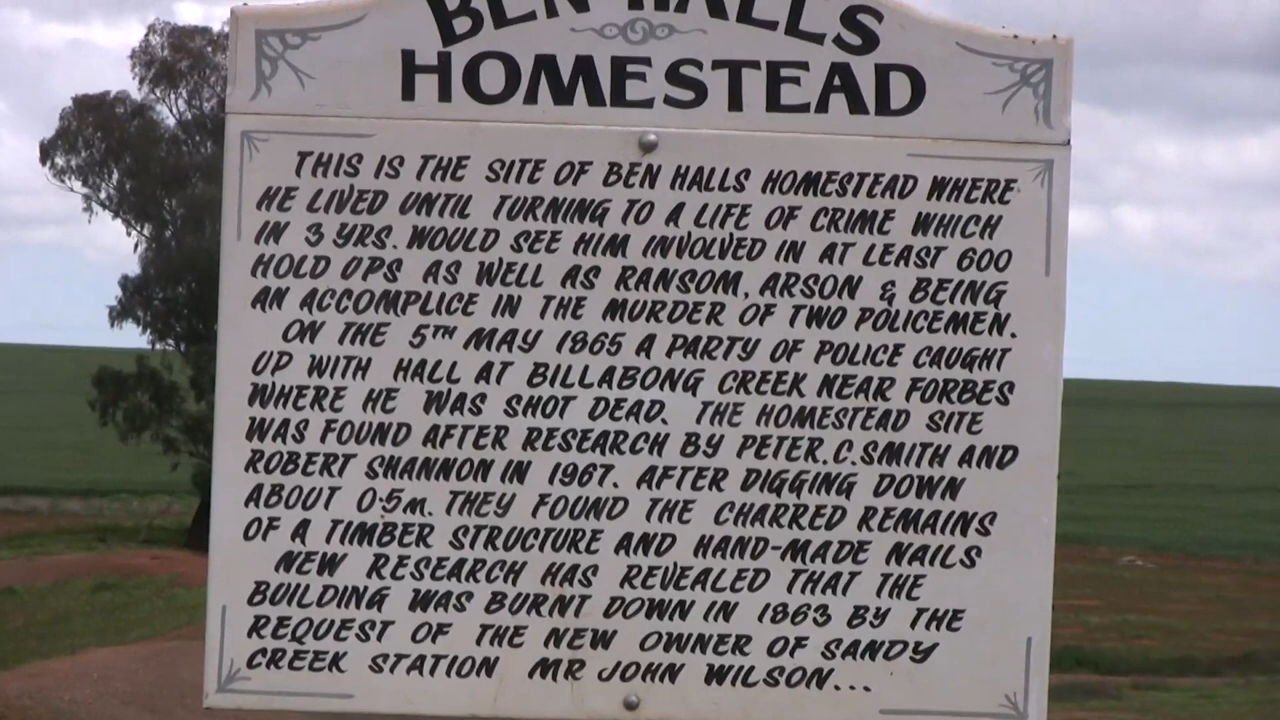 BEN HALL'S
HOMESTEAD
THIS IS THE SITE OF BEN HALLS HOMESTEAD WHERE
HE LIVED UNTIL TURNING TO A LIFE OF CRIME WHICH
IN 3 YRS. WOULD SEE HIM INVOLVED IN AT LEAST 600
HOLD UPS AS WELL AS RANSOM, ARSON & BEING
AN ACCOMPLICE IN THE MURDER OF TWO POLICEMEN.
ON THE 5TH MAY 1865 A PARTY OF POLICE CAUGHT
UP WITH HALL AT BILLABONG CREEK NEAR FORBES
WHERE HE WAS SHOT DEAD. THE HOMESTEAD SITE
WAS FOUND AFTER RESEARCH BY PETER.C.SMITH AND
ROBERT SHANNON IN 1967. AFTER DIGGING DOWN
ABOUT 0.5m. THEY FOUND THE CHARRED REMAINS
OF A TIMBER STRUCTURE AND HAND-MADE NAILS
NEW RESEARCH HAS REVEALED THAT THE
BUILDING WAS BURNT DOWN IN 1863 BY THE
REQUEST OF THE NEW OWNER OF SANDY
CREEK STATION MR JOHN WILSON...